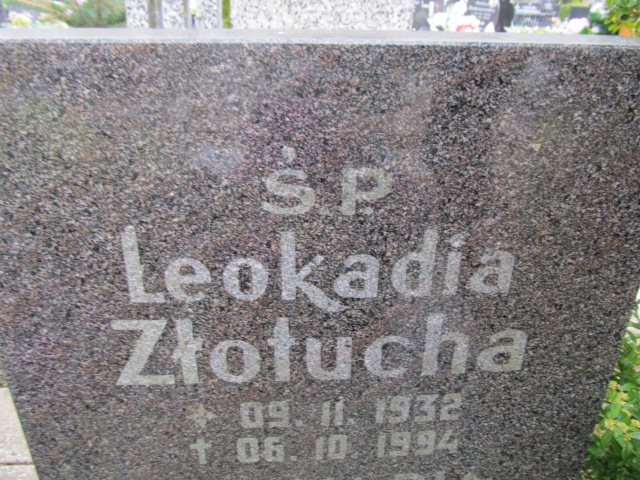 Ś.P.
Leokadia
Złotucha
+ 09. 11. 1932
+ 06. 10. 1994